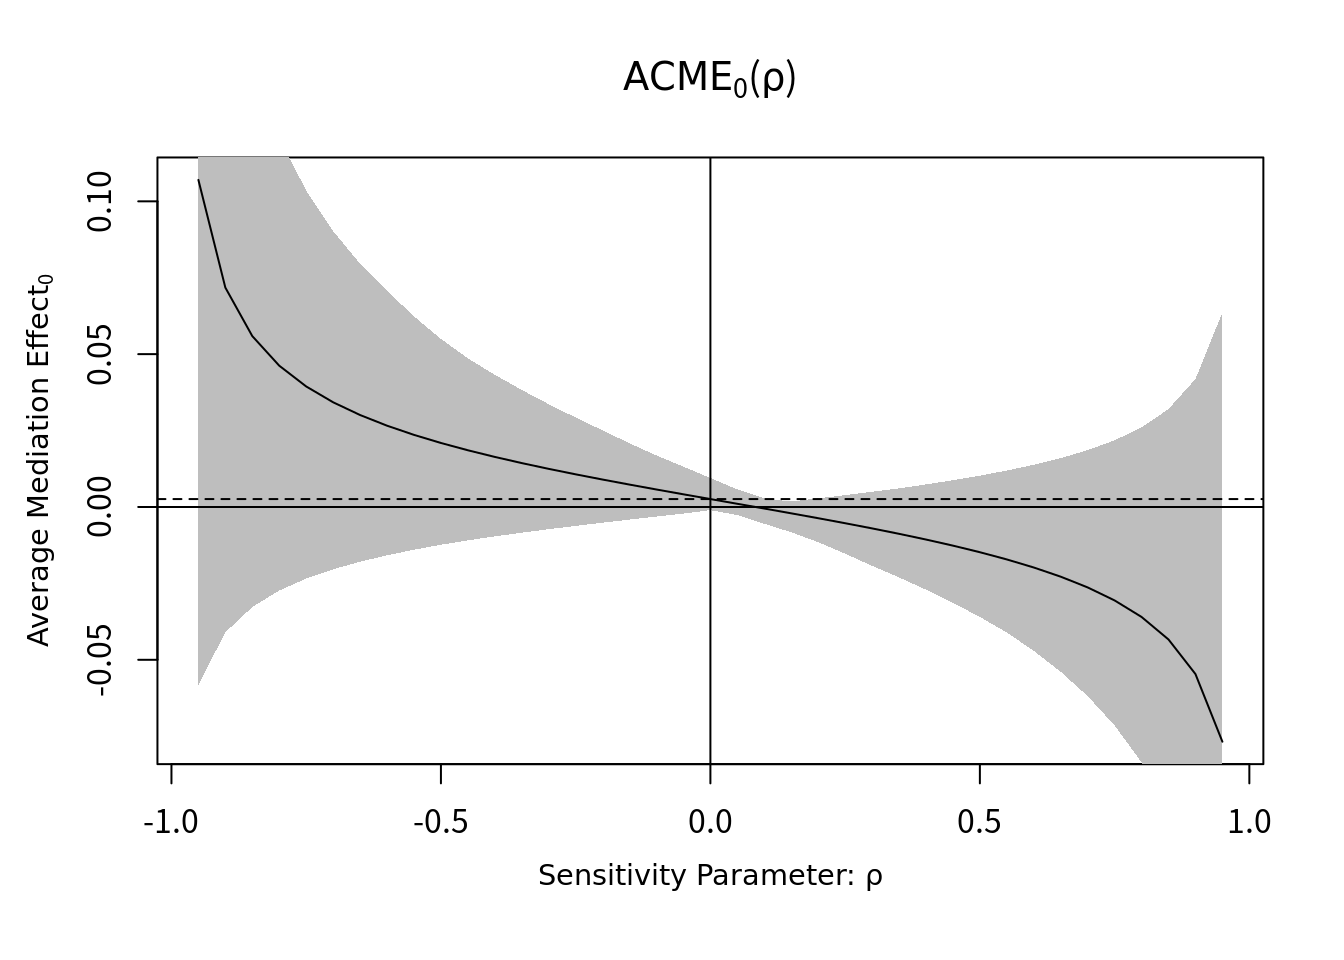 ACME₀(ρ)
Average Mediation Effect₀
0.10
0.05
0.00
-0.05
-1.0 -0.5 0.0 0.5 1.0
Sensitivity Parameter: ρ